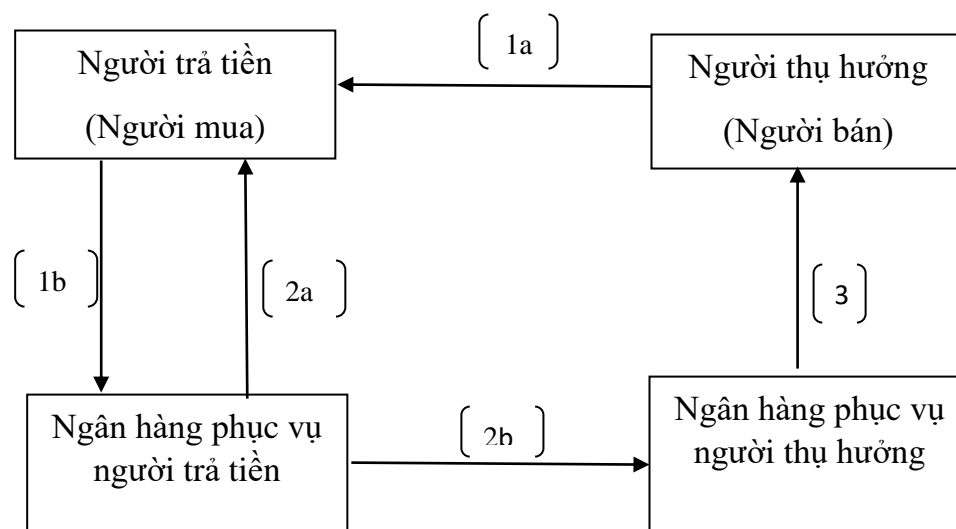 Người trả tiền
(Người mua)
1a
Người thụ hưởng
(Người bán)
1b
2a
3
Ngân hàng phục vụ
người trả tiền
2b
Ngân hàng phục vụ
người thụ hưởng